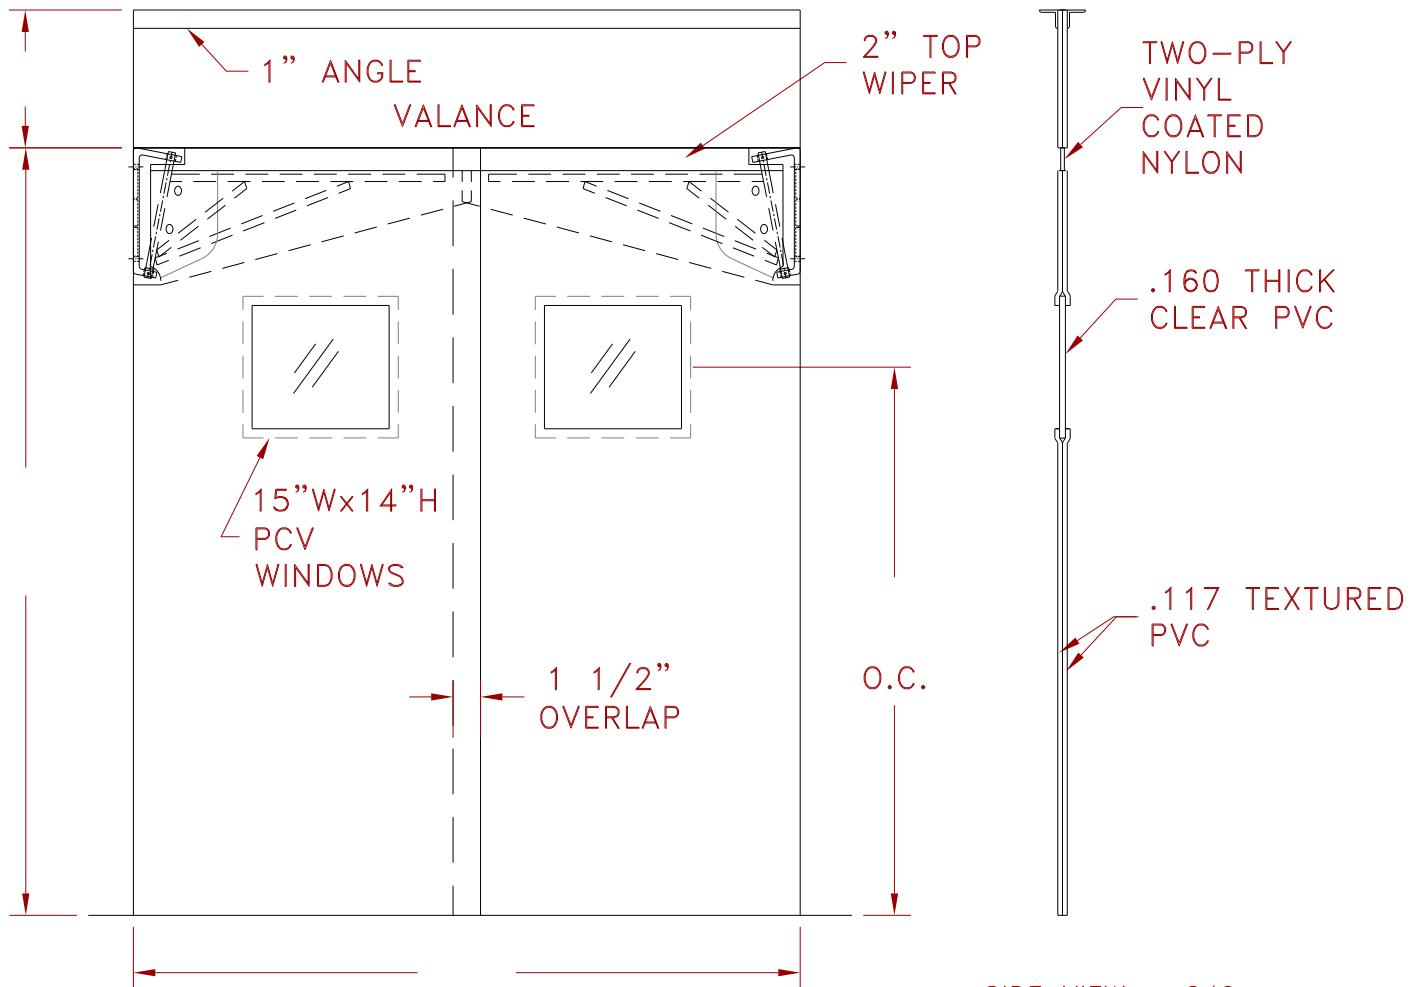 1” ANGLE
VALANCE
2” TOP
WIPER
TWO-PLY
VINYL
COATED
NYLON
.160 THICK
CLEAR PVC
15”Wx14”H
PCV
WINDOWS
.117 TEXTURED
PVC
1 1/2”
OVERLAP
O.C.